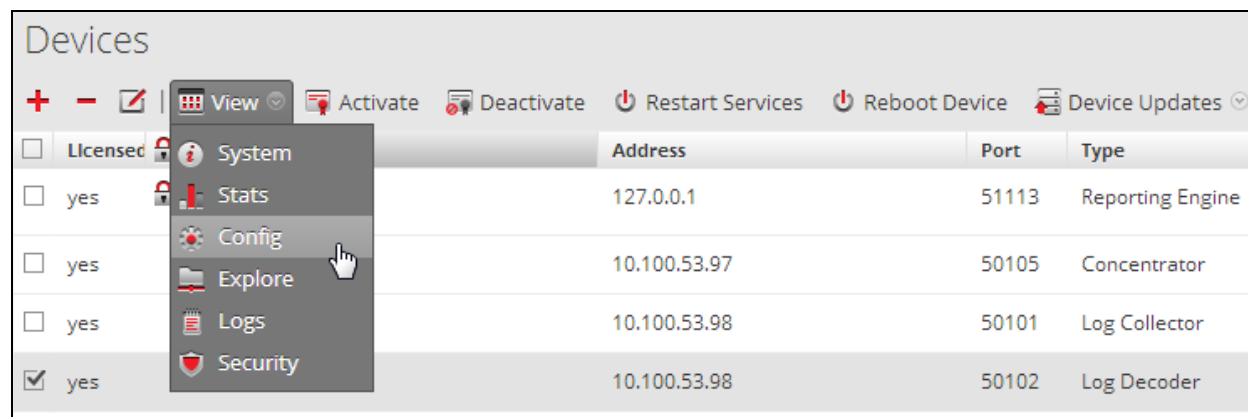 Devices
View Activate Deactivate Restart Services Reboot Device Device Updates
Licensed Address Port Type
System
yes 127.0.0.1 51113 Reporting Engine
Stats
Config
yes 10.100.53.97 50105 Concentrator
Explore
yes 10.100.53.98 50101 Log Collector
Logs
Security
yes 10.100.53.98 50102 Log Decoder